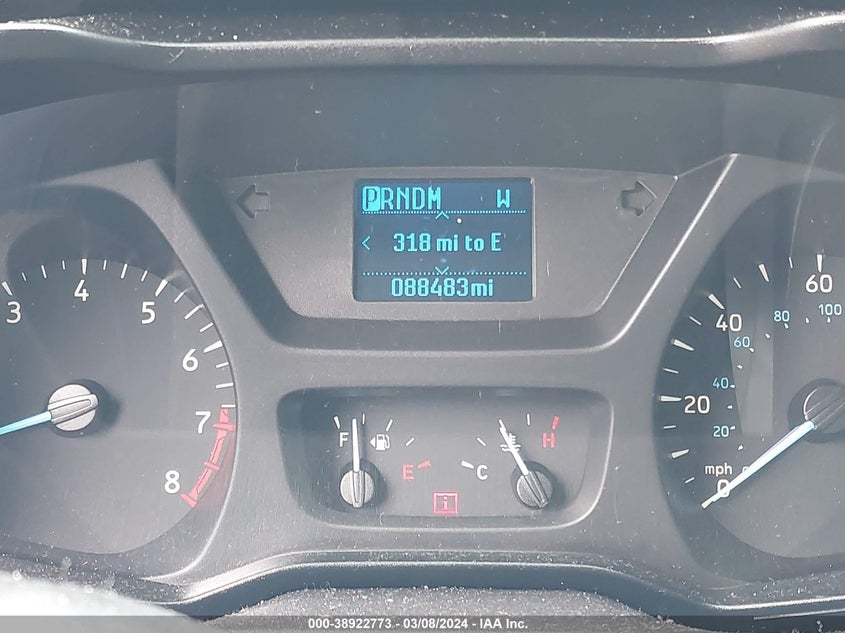 PRNDM W
< 318 mi to E
088483mi
3 4 5 6 7 8
F E
C H
i
mph 0 20 40 60
20 40 60 80 100
000-38922773 - 03/08/2024 - IAA Inc.